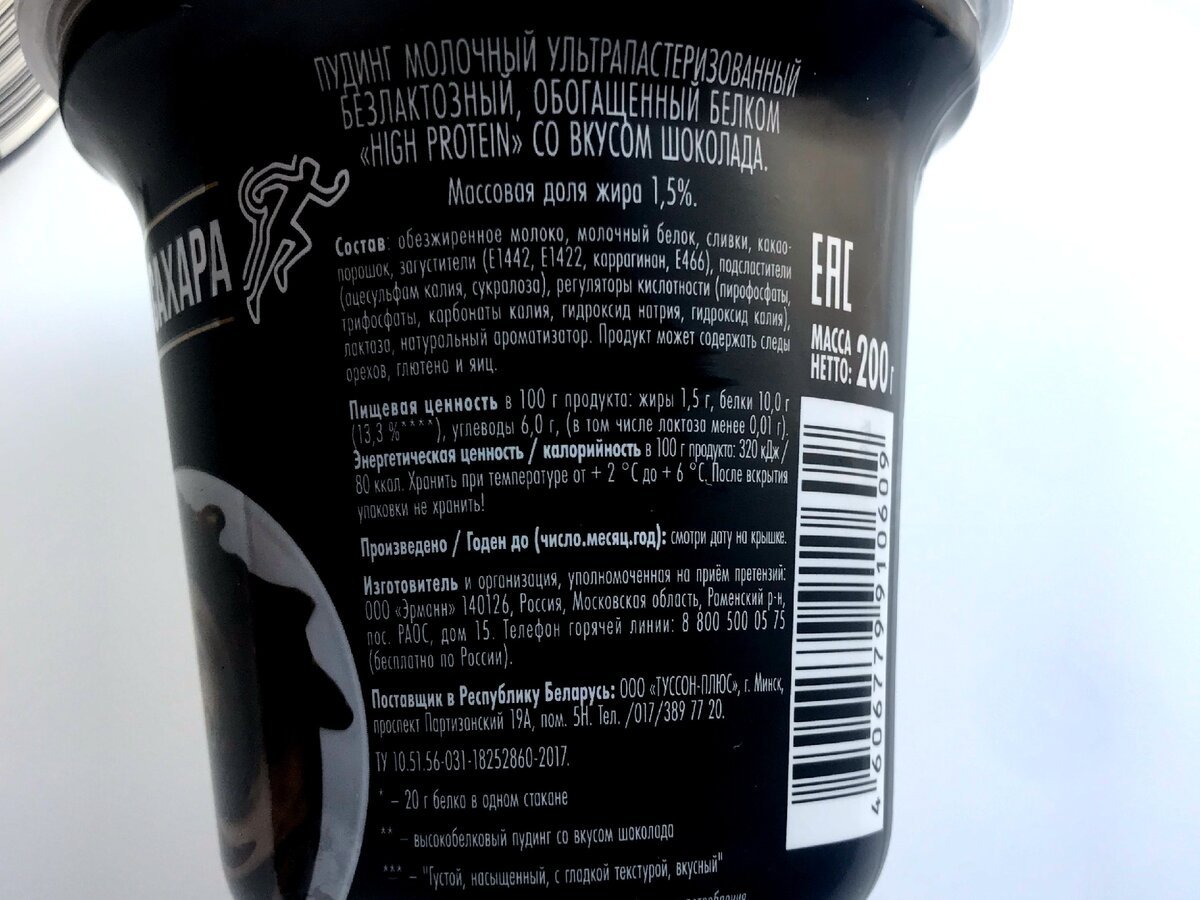 ПУДИНГ МОЛОЧНЫЙ УЛЬТРАПАСТЕРИЗОВАННЫЙ
БЕЗЛАКТОЗНЫЙ, ОБОГАЩЕННЫЙ БЕЛКОМ
«HIGH PROTEIN» СО ВКУСОМ ШОКОЛАДА.
Массовая доля жира 1,5%.
САХАРА
Состав: обезжиренное молоко, молочный белок, сливки, какао-
порошок, загустители (Е1442, Е1422, каррагинан, Е466), подсластители
(ацесульфам калия, сукралоза), регуляторы кислотности (пирофосфаты,
трифосфаты, карбонаты калия, гидроксид натрия, гидроксид калия),
лактаза, натуральный ароматизатор. Продукт может содержать следы
орехов, глютена и яиц.
EAC
МАССА
НЕТТО: 200 г
Пищевая ценность в 100 г продукта: жиры 1,5 г, белки 10,0 г
(13,3 %****), углеводы 6,0 г, (в том числе лактоза менее 0,01 г).
Энергетическая ценность / калорийность в 100 г продукта: 320 кДж /
80 ккал. Хранить при температуре от + 2 °C до + 6 °C. После вскрытия
упаковки не хранить!
Произведено / Годен до (число.месяц.год): смотри дату на крышке.
Изготовитель и организация, уполномоченная на приём претензий:
ООО «Эрманн» 140126, Россия, Московская область, Раменский р-н,
пос. РАОС, дом 15. Телефон горячей линии: 8 800 500 05 75
(бесплатно по России).
Поставщик в Республику Беларусь: ООО «ТУССОН-ПЛЮС», г. Минск,
проспект Партизанский 19А, пом. 5Н. Тел. /017/389 77 20.
ТУ 10.51.56-031-18252860-2017.
* – 20 г белка в одном стакане
** – высокобелковый пудинг со вкусом шоколада
*** – "Густой, насыщенный, с гладкой текстурой, вкусный"
4 606779 910609